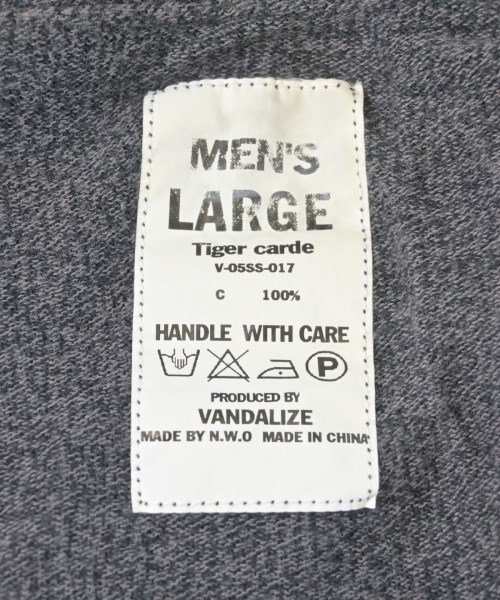 MEN'S
LARGE
Tiger carde
V-05SS-017
C 100%
HANDLE WITH CARE
P
PRODUCED BY
VANDALIZE
MADE BY N.W.O MADE IN CHINA